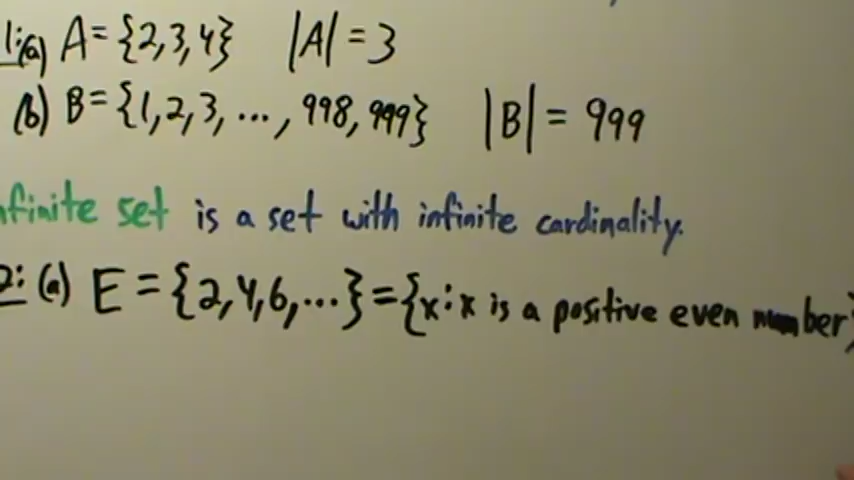 1:(a) A={2,3,4} |A|=3
(b) B={1,2,3,...,998,999} |B|=999
nfinite set is a set with infinite cardinality.
2:(a) E={2,4,6,...}={x:x is a positive even number}